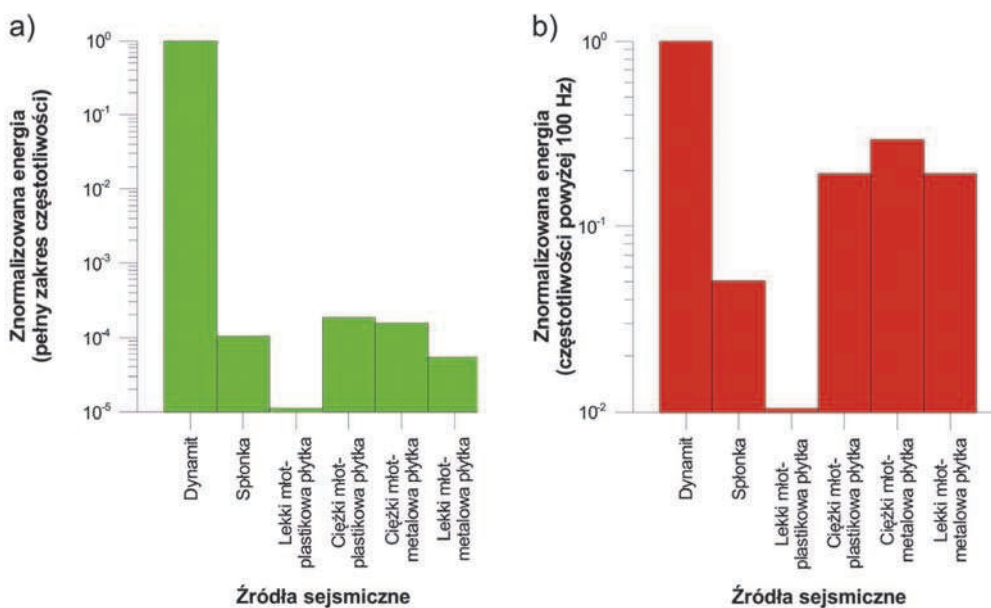 a)
Znormalizowana energia
(pełny zakres częstotliwości)
10⁰
10⁻¹
10⁻²
10⁻³
10⁻⁴
10⁻⁵
Dynamit
Spłonka
Lekki młot-
plastikowa płytka
Ciężki młot-
plastikowa płytka
Ciężki młot-
metalowa płytka
Lekki młot-
metalowa płytka
Źródła sejsmiczne
b)
Znormalizowana energia
(częstotliwości powyżej 100 Hz)
10⁰
10⁻¹
10⁻²
Dynamit
Spłonka
Lekki młot-
plastikowa płytka
Ciężki młot-
plastikowa płytka
Ciężki młot-
metalowa płytka
Lekki młot-
metalowa płytka
Źródła sejsmiczne